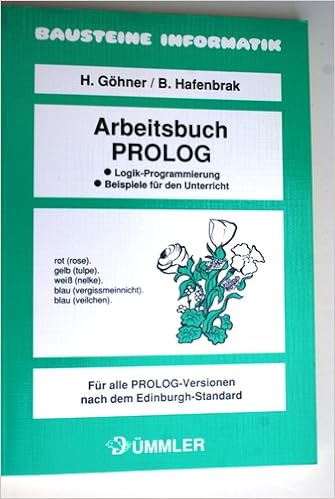 BAUSTEINE INFORMATIK
H. Göhner / B. Hafenbrak
Arbeitsbuch
PROLOG
● Logik-Programmierung
● Beispiele für den Unterricht
rot (rose).
gelb (tulpe).
weiß (nelke).
blau (vergissmeinnicht).
blau (veilchen).
Für alle PROLOG-Versionen
nach dem Edinburgh-Standard
DÜMMLER